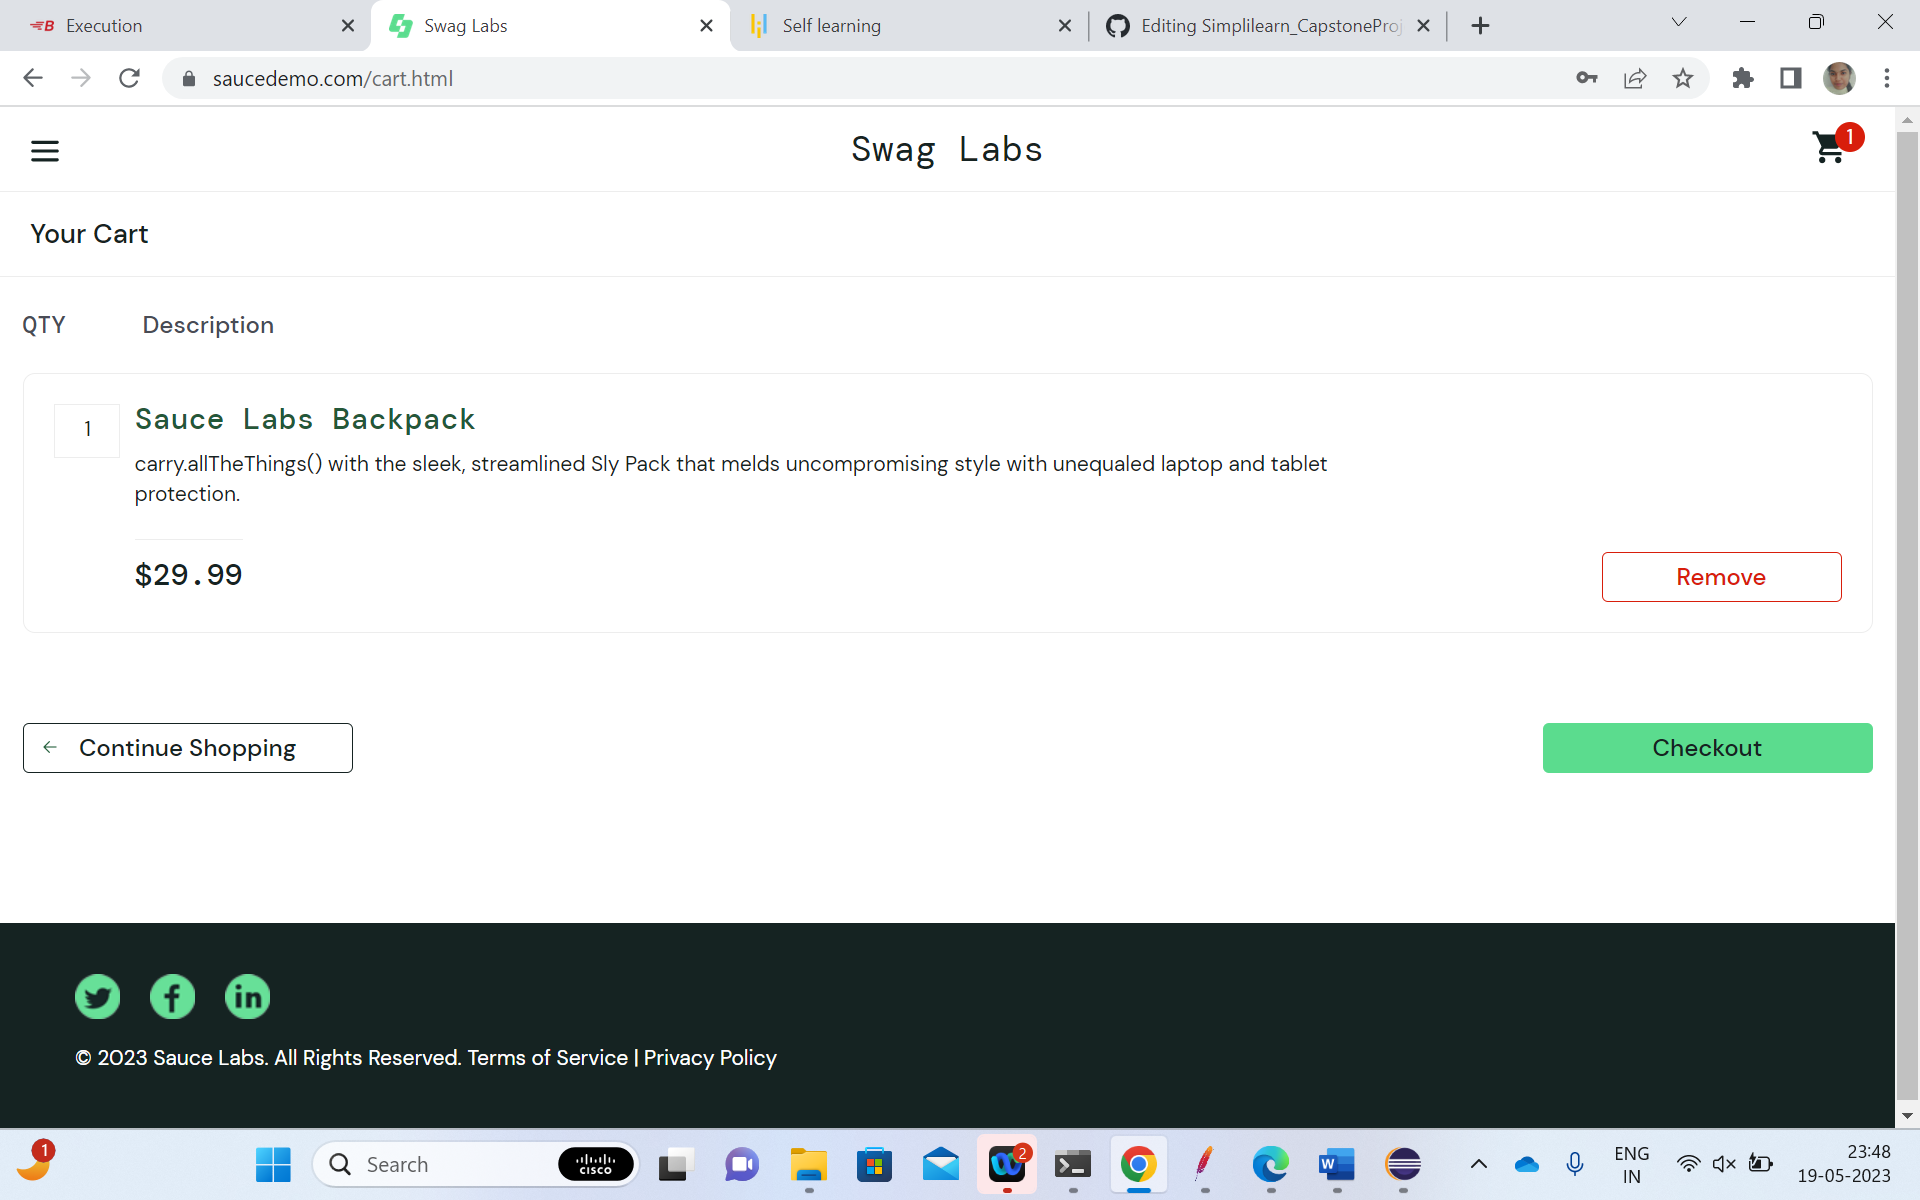 Execution
Swag Labs
Self learning
Editing Simplilearn_CapstoneProj
saucedemo.com/cart.html
Swag Labs
1
Your Cart
QTY Description
1
Sauce Labs Backpack
carry.allTheThings() with the sleek, streamlined Sly Pack that melds uncompromising style with unequaled laptop and tablet
protection.
$29.99
Remove
Continue Shopping
Checkout
© 2023 Sauce Labs. All Rights Reserved. Terms of Service | Privacy Policy
1
Search
cisco
2
W
ENG
IN
23:48
19-05-2023